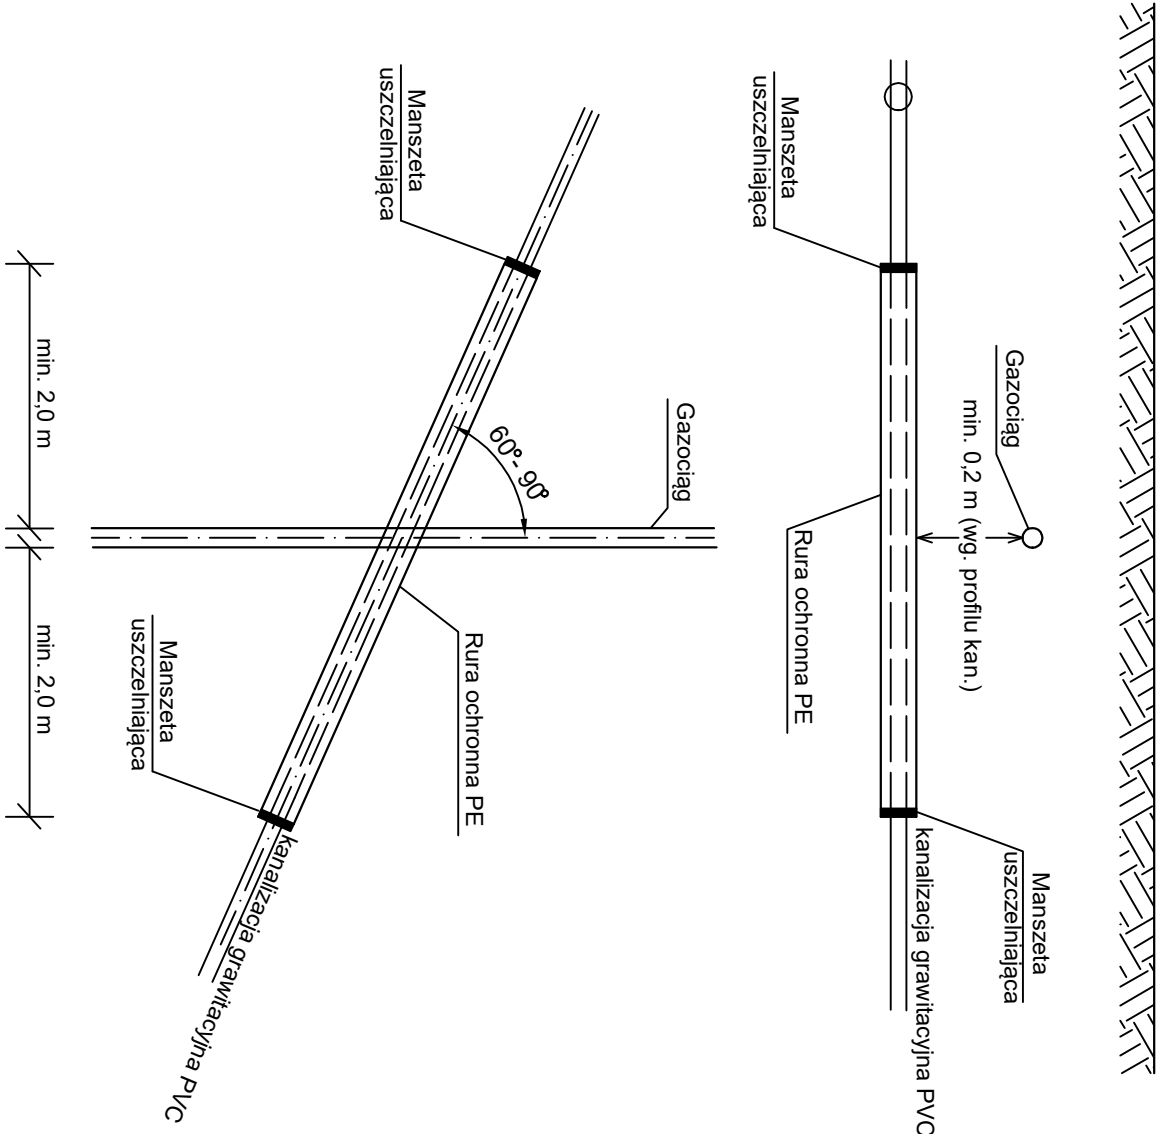 Manszeta
uszczelniająca
Gazociąg
min. 0,2 m (wg. profilu kan.)
Manszeta
uszczelniająca
kanalizacja grawitacyjna PVC
Rura ochronna PE
Manszeta
uszczelniająca
Gazociąg
60°- 90°
Rura ochronna PE
Manszeta
uszczelniająca
kanalizacja grawitacyjna PVC
min. 2,0 m
min. 2,0 m